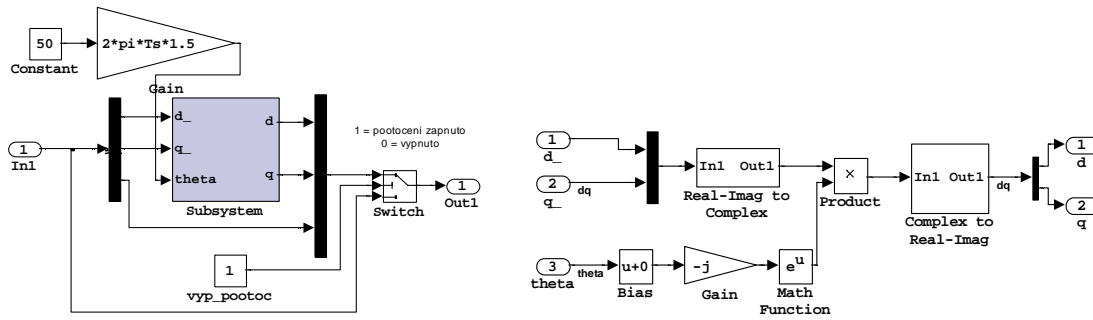 50
Constant
2*pi*Ts*1.5
Gain
1
In1
d_
q_
theta
d
q
Subsystem
1 = pootoceni zapnuto
0 = vypnuto
Switch
1
Out1
1
vyp_pootoc
1
d_
2
q_
dq
In1 Out1
Real-Imag to
Complex
×
Product
In1 Out1
Complex to
Real-Imag
dq
1
d
2
q
3
theta
theta
u+0
Bias
-j
Gain
e^u
Math
Function